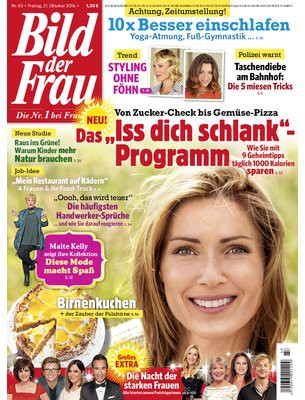 Nr. 43 • Freitag, 21. Oktober 2016 •
1,20 €
Bild
der
Frau
Die Nr. 1 bei Frauen
Achtung, Zeitumstellung!
10x Besser einschlafen
Yoga-Atmung, Fuß-Gymnastik ...
Trend
STYLING
OHNE
FÖHN
Polizei warnt
Taschendiebe
am Bahnhof:
Die 5 miesen Tricks
NEU!
Von Zucker-Check bis Gemüse-Pizza
Das „Iss dich schlank"-
Programm
Wie Sie mit
9 Geheimtipps
täglich 1000 Kalorien
sparen
Neue Studie
Raus ins Grüne!
Warum Kinder mehr
Natur brauchen
Job-Idee
„Mein Restaurant auf Rädern"
4 Frauen & ihr Food-Truck
„Oooh, das wird teuer"
Die häufigsten
Handwerker-Sprüche
... und wie Sie darauf reagieren
Maite Kelly
zeigt ihre Kollektion
Diese Mode
macht Spaß
Birnenkuchen
+ der Zauber der Palabirne
Großes
EXTRA
Die Nacht der
starken Frauen